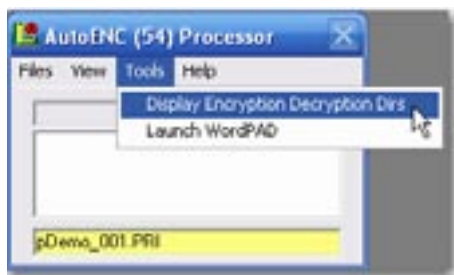 AutoENC (54) Processor
Files View Tools Help
Display Encryption Decryption Dirs
Launch WordPAD
pDemo_001.PRI